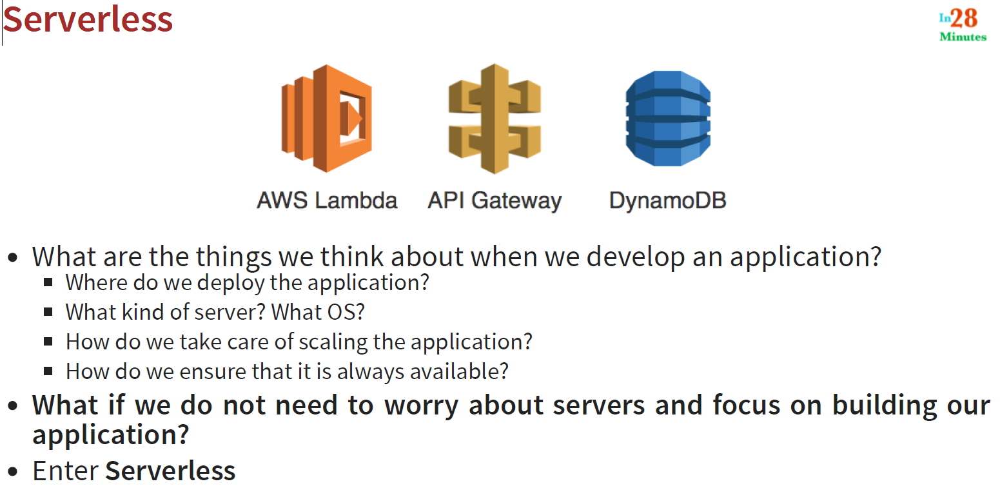 Serverless
In28
Minutes
AWS Lambda API Gateway DynamoDB
• What are the things we think about when we develop an application?
▪ Where do we deploy the application?
▪ What kind of server? What OS?
▪ How do we take care of scaling the application?
▪ How do we ensure that it is always available?
• What if we do not need to worry about servers and focus on building our
application?
• Enter Serverless